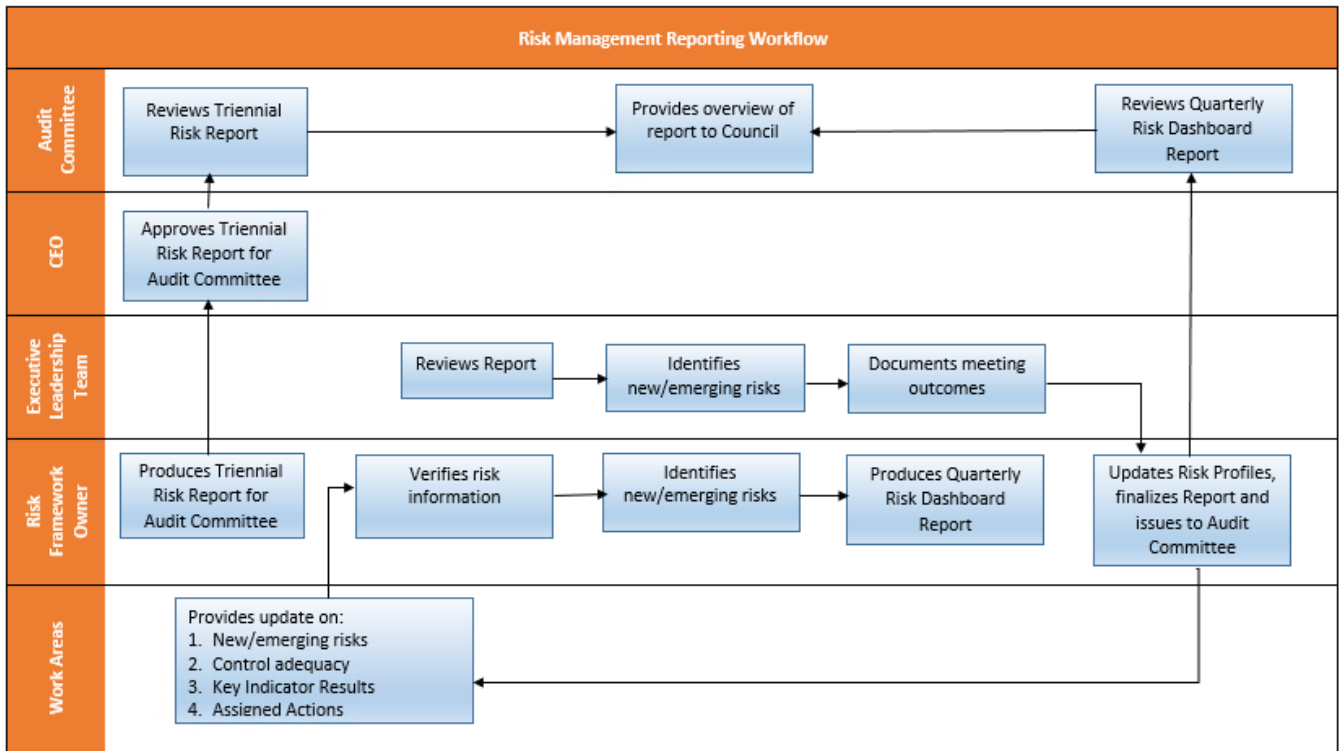 Risk Management Reporting Workflow
Audit
Committee
Reviews Triennial
Risk Report
Provides overview of
report to Council
Reviews Quarterly
Risk Dashboard
Report
CEO
Approves Triennial
Risk Report for
Audit Committee
Executive
Leadership
Team
Reviews Report
Identifies
new/emerging risks
Documents meeting
outcomes
Risk
Framework
Owner
Produces Triennial
Risk Report for
Audit Committee
Verifies risk
information
Identifies
new/emerging risks
Produces Quarterly
Risk Dashboard
Report
Updates Risk Profiles,
finalizes Report and
issues to Audit
Committee
Work Areas
Provides update on:
1. New/emerging risks
2. Control adequacy
3. Key Indicator Results
4. Assigned Actions